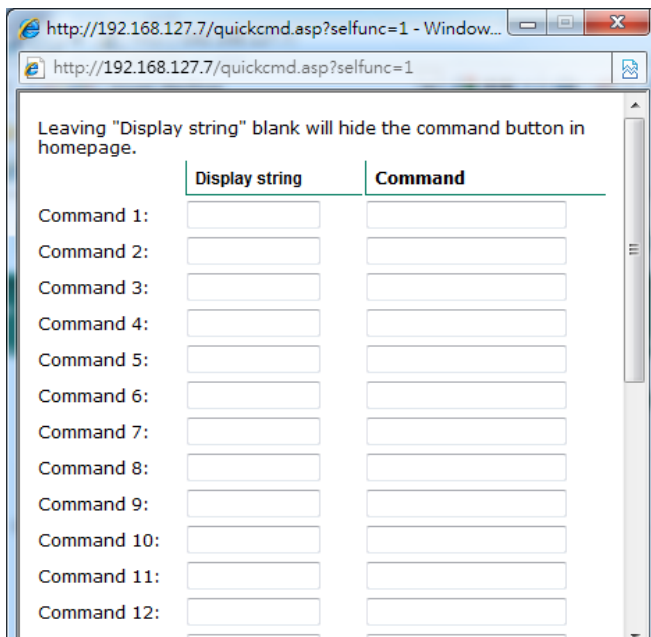 http://192.168.127.7/quickcmd.asp?selfunc=1 - Window...
http://192.168.127.7/quickcmd.asp?selfunc=1
Leaving "Display string" blank will hide the command button in
homepage.
Display string Command
Command 1:
Command 2:
Command 3:
Command 4:
Command 5:
Command 6:
Command 7:
Command 8:
Command 9:
Command 10:
Command 11:
Command 12: